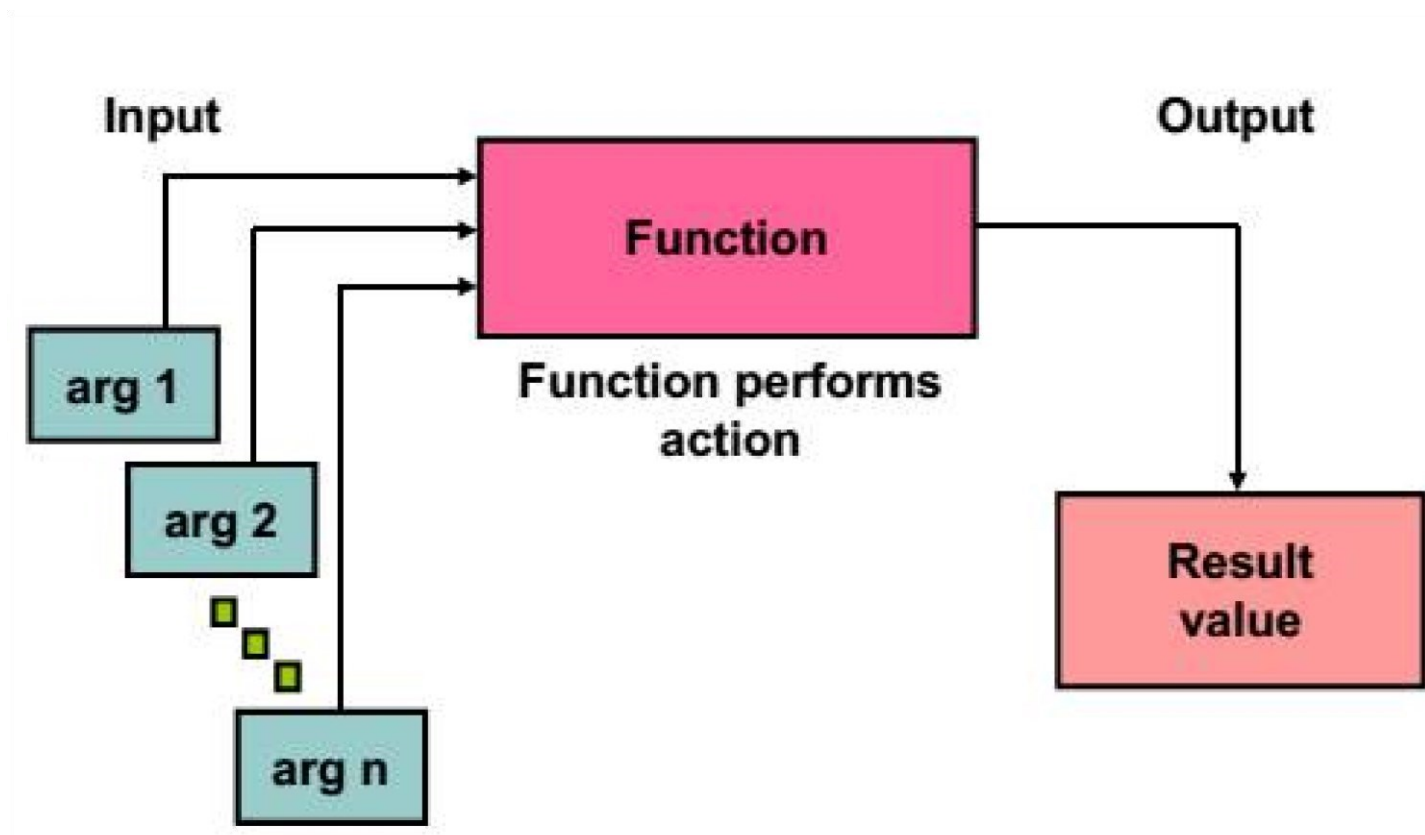 Input
Output
Function
arg 1
Function performs
action
arg 2
Result
value
arg n